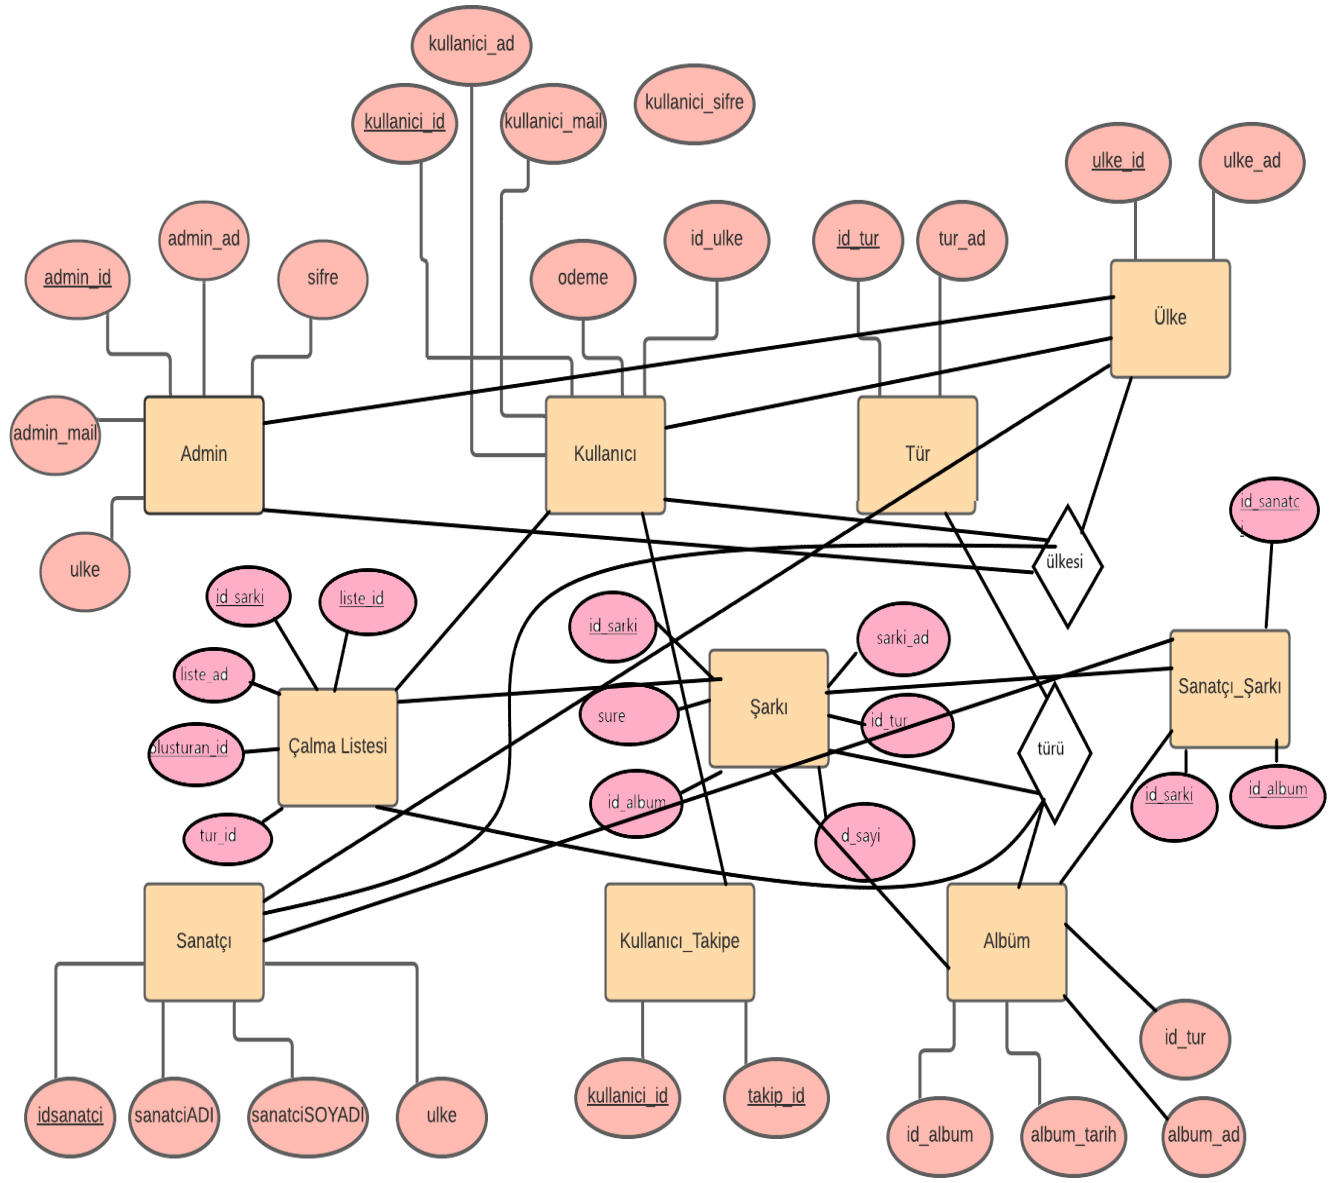 kullanici_ad
kullanici_id
kullanici_mail
kullanici_sifre
ulke_id
ulke_ad
admin_id
admin_ad
sifre
odeme
id_ulke
id_tur
tur_ad
Ülke
admin_mail
Admin
Kullanıcı
Tür
ulke
ülkesi
id_sanatc
i
id_sarki
liste_id
liste_ad
olusturan_id
tur_id
Çalma Listesi
id_sarki
sure
id_album
Şarkı
sarki_ad
id_tur
d_sayi
türü
Sanatçı_Şarkı
id_sarki
id_album
Sanatçı
Kullanıcı_Takipe
Albüm
idsanatci
sanatciADI
sanatciSOYADI
ulke
kullanici_id
takip_id
id_album
album_tarih
id_tur
album_ad